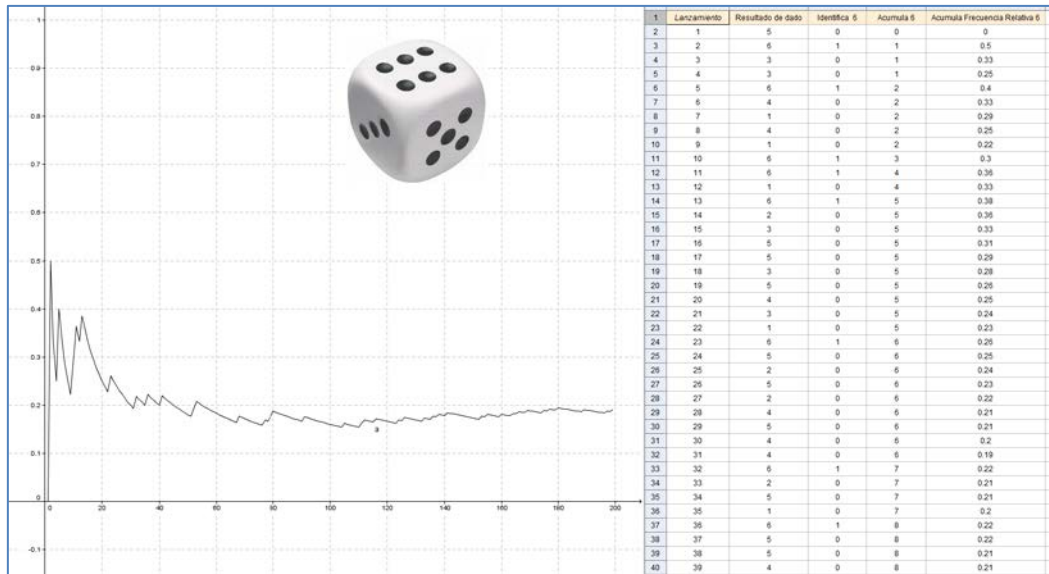 1
0.9
0.8
0.7
0.6
0.5
0.4
0.3
0.2
0.1
0
-0.1
0 20 40 60 80 100 120 140 160 180 200
a
1 Lanzamiento Resultado de dado Identifica 6 Acumula 6 Acumula Frecuencia Relativa 6
2 1 5 0 0 0
3 2 6 1 1 0.5
4 3 3 0 1 0.33
5 4 3 0 1 0.25
6 5 6 1 2 0.4
7 6 4 0 2 0.33
8 7 1 0 2 0.29
9 8 4 0 2 0.25
10 9 1 0 2 0.22
11 10 6 1 3 0.3
12 11 6 1 4 0.36
13 12 1 0 4 0.33
14 13 6 1 5 0.38
15 14 2 0 5 0.36
16 15 3 0 5 0.33
17 16 5 0 5 0.31
18 17 5 0 5 0.29
19 18 3 0 5 0.28
20 19 5 0 5 0.26
21 20 4 0 5 0.25
22 21 3 0 5 0.24
23 22 1 0 5 0.23
24 23 6 1 6 0.26
25 24 5 0 6 0.25
26 25 2 0 6 0.24
27 26 5 0 6 0.23
28 27 2 0 6 0.22
29 28 4 0 6 0.21
30 29 5 0 6 0.21
31 30 4 0 6 0.2
32 31 4 0 6 0.19
33 32 6 1 7 0.22
34 33 2 0 7 0.21
35 34 5 0 7 0.21
36 35 1 0 7 0.2
37 36 6 1 8 0.22
38 37 5 0 8 0.22
39 38 5 0 8 0.21
40 39 4 0 8 0.21